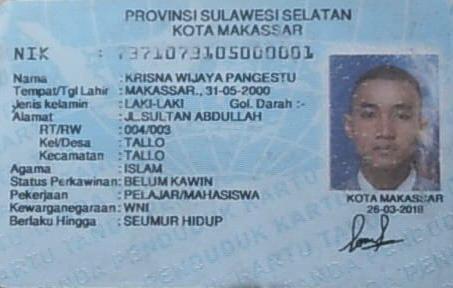 PROVINSI SULAWESI SELATAN
KOTA MAKASSAR
NIK : 7371073105000001
Nama : KRISNA WIJAYA PANGESTU
Tempat/Tgl Lahir : MAKASSAR., 31-05-2000
Jenis kelamin : LAKI-LAKI Gol. Darah :-
Alamat : JL.SULTAN ABDULLAH
RT/RW : 004/003
Kel/Desa : TALLO
Kecamatan : TALLO
Agama : ISLAM
Status Perkawinan: BELUM KAWIN
Pekerjaan : PELAJAR/MAHASISWA
Kewarganegaraan: WNI
Berlaku Hingga : SEUMUR HIDUP
KOTA MAKASSAR
26-03-2018